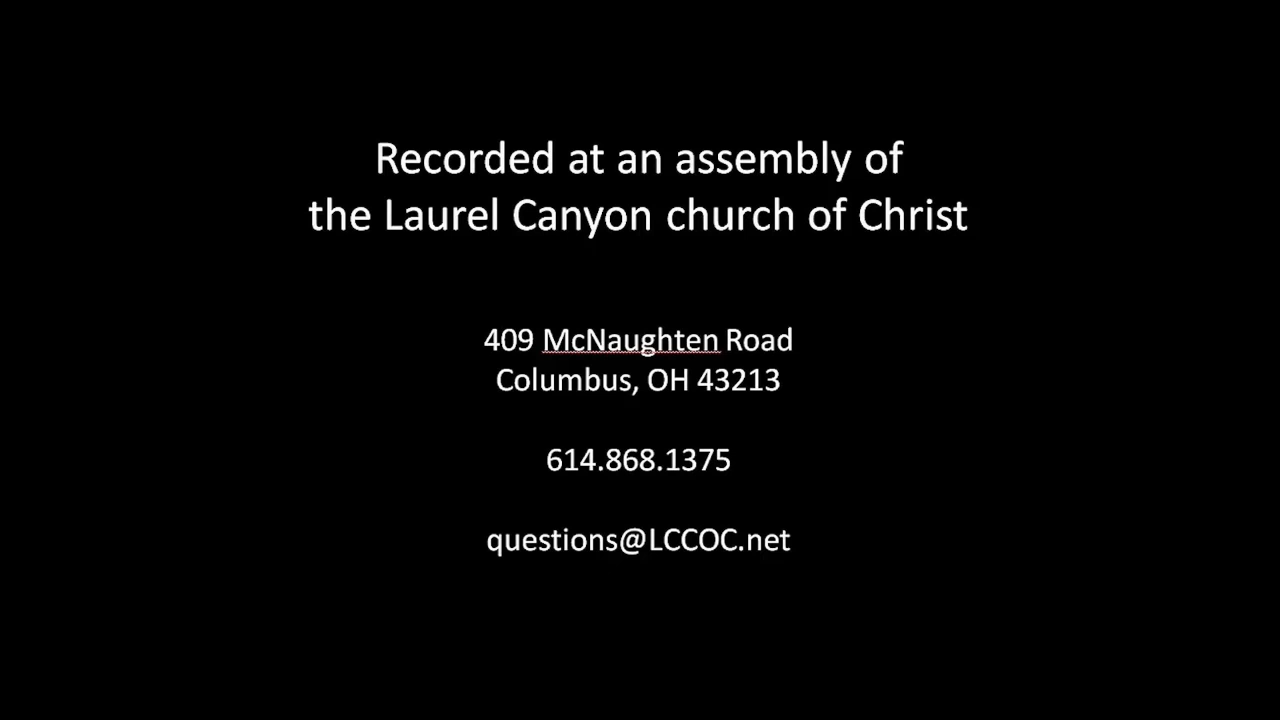 Recorded at an assembly of
the Laurel Canyon church of Christ
409 McNaughten Road
Columbus, OH 43213
614.868.1375
questions@LCCOC.net